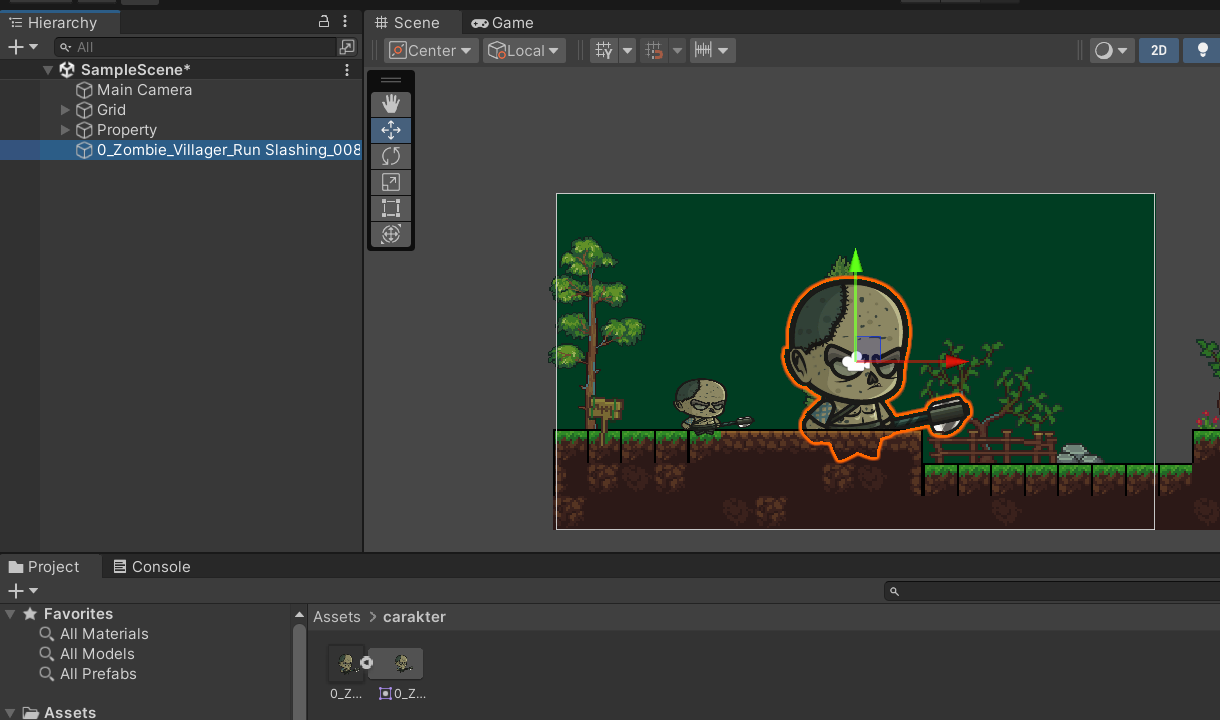 Hierarchy
All
SampleScene*
Main Camera
Grid
Property
0_Zombie_Villager_Run Slashing_008
Scene
Game
Center
Local
2D
Project
Console
Favorites
All Materials
All Models
All Prefabs
Assets
Assets > carakter
0_Z...
0_Z...